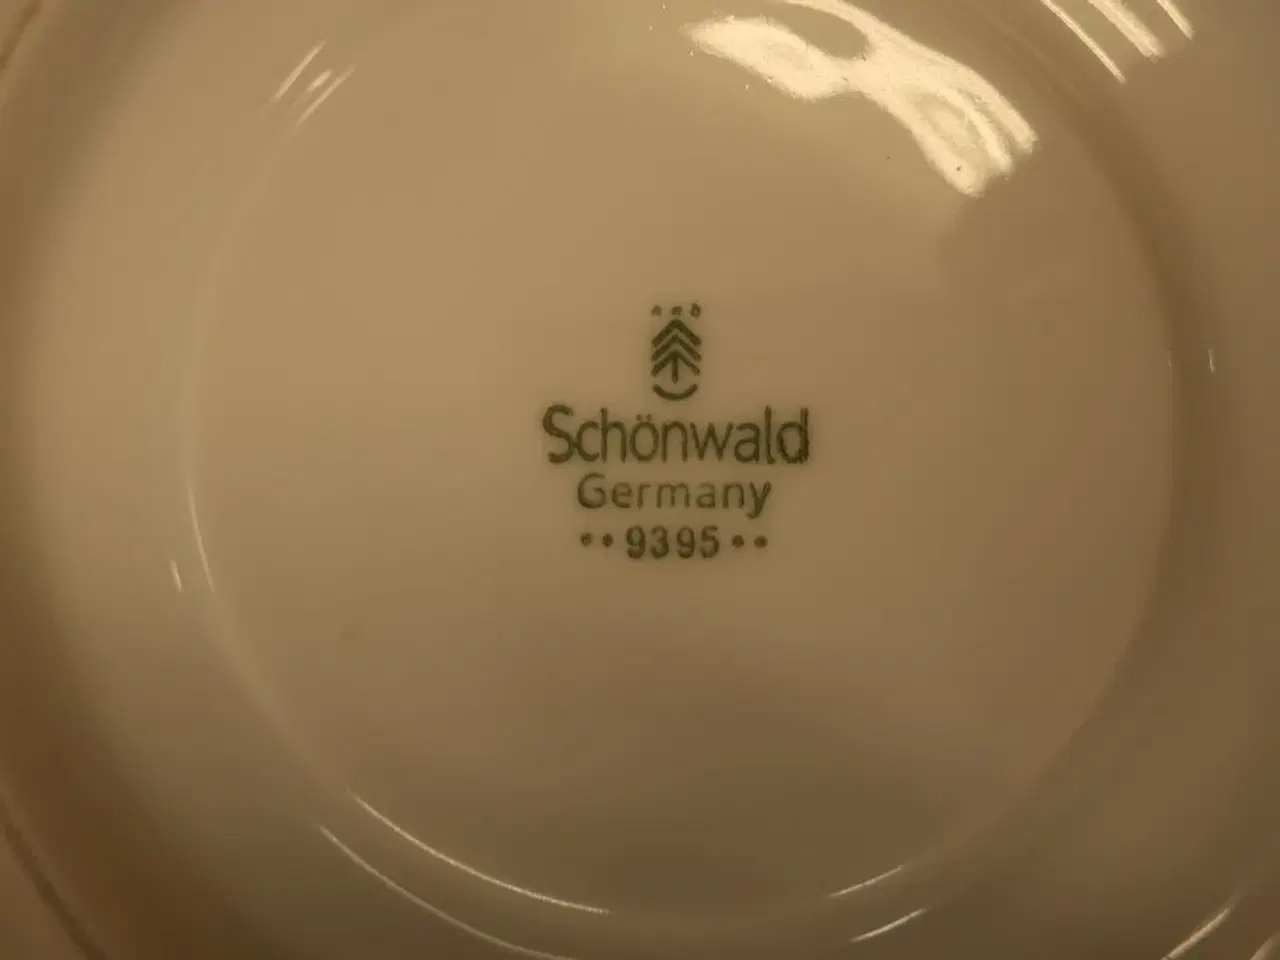 Schönwald
Germany
••9395••